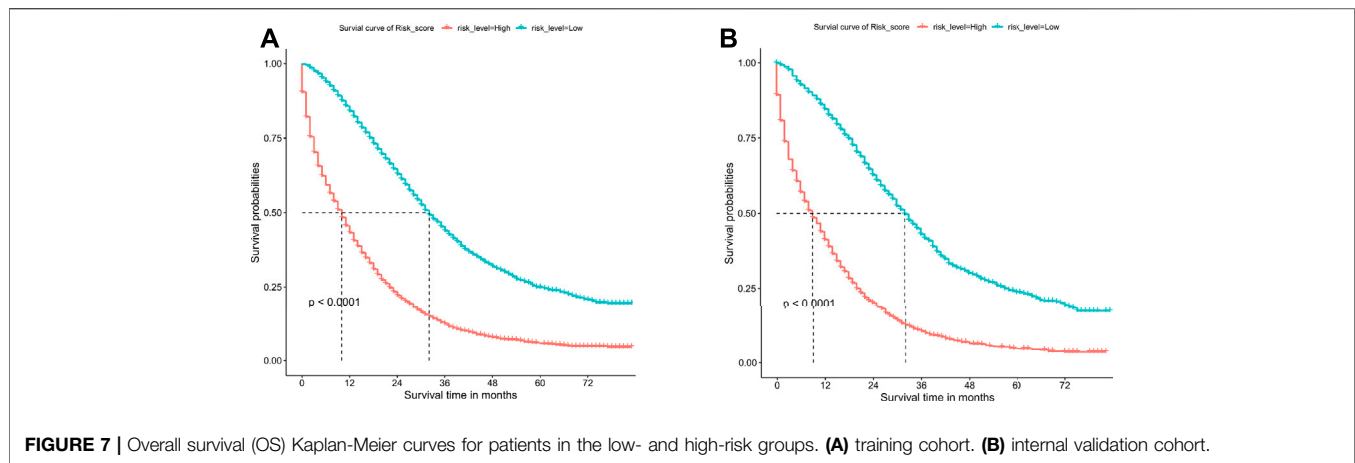 A
Survial curve of Risk_score risk_level=High risk_level=Low
1.00
0.75
0.50
0.25
0.00
Survival probabilities
p < 0.0001
0 12 24 36 48 60 72
Survival time in months
B
Survial curve of Risk_score risk_level=High risk_level=Low
1.00
0.75
0.50
0.25
0.00
Survival probabilities
p < 0.0001
0 12 24 36 48 60 72
Survival time in months
FIGURE 7 | Overall survival (OS) Kaplan-Meier curves for patients in the low- and high-risk groups. (A) training cohort. (B) internal validation cohort.